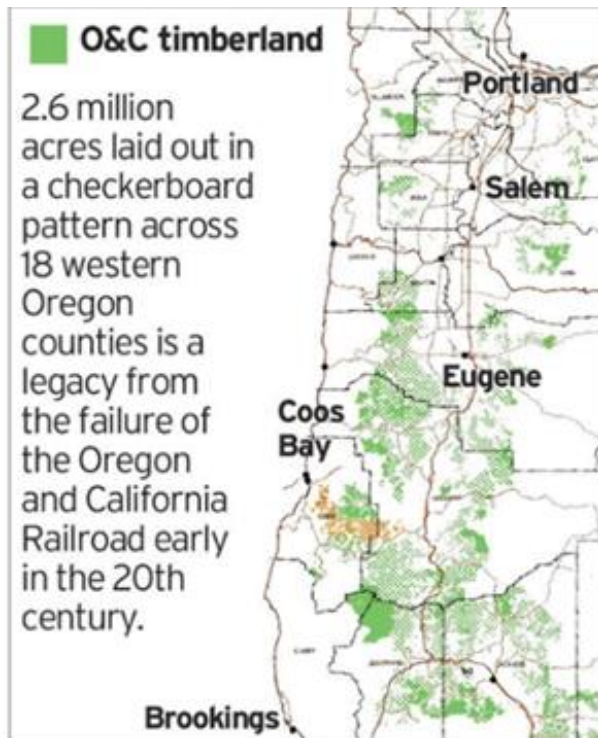 O&C timberland
2.6 million
acres laid out in
a checkerboard
pattern across
18 western
Oregon
counties is a
legacy from
the failure of
the Oregon
and California
Railroad early
in the 20th
century.
Portland
Salem
Eugene
Coos
Bay
Brookings